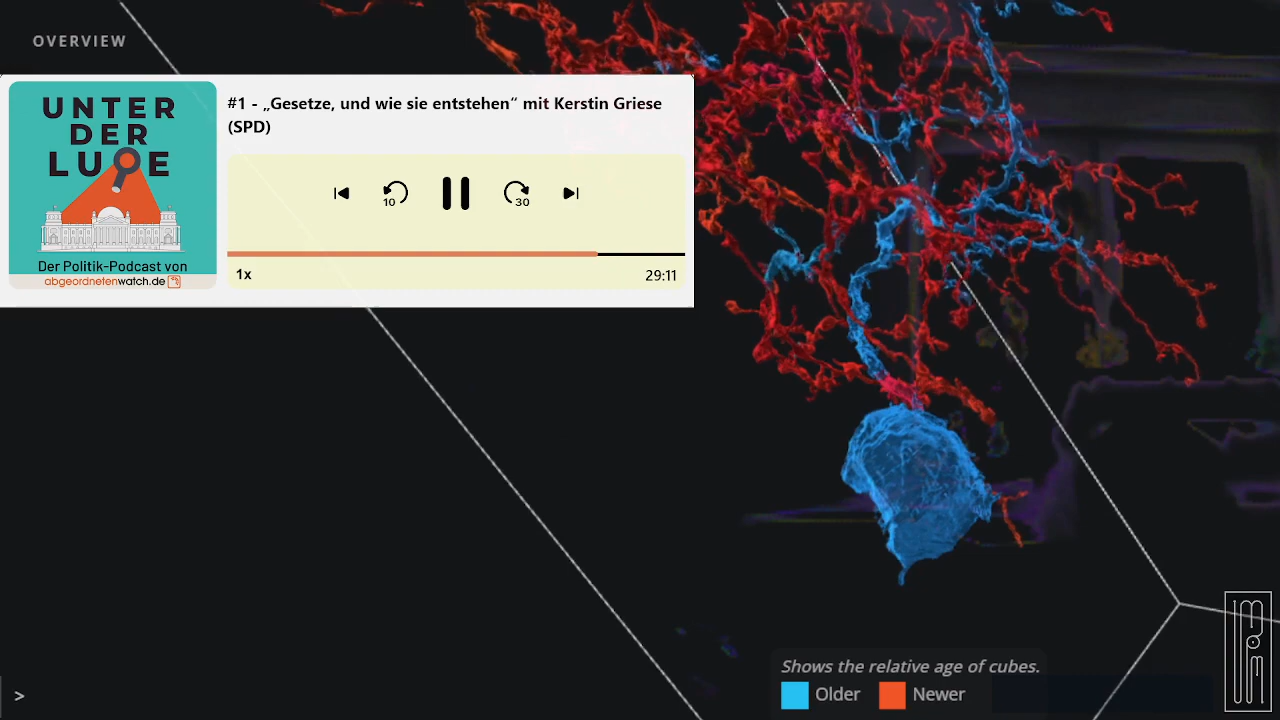 OVERVIEW
UNTER
DER
LUPE
Der Politik-Podcast von
abgeordnetenwatch.de
#1 - „Gesetze, und wie sie entstehen“ mit Kerstin Griese
(SPD)
10
30
1x
29:11
>
Shows the relative age of cubes.
Older
Newer